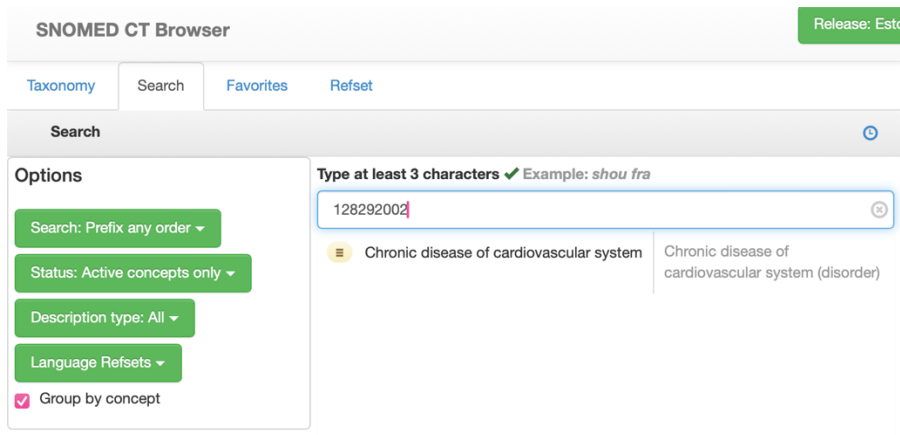 SNOMED CT Browser
Release: Esto
Taxonomy
Search
Favorites
Refset
Search
Options
Search: Prefix any order
Status: Active concepts only
Description type: All
Language Refsets
Group by concept
Type at least 3 characters Example: shou fra
128292002
Chronic disease of cardiovascular system
Chronic disease of
cardiovascular system (disorder)